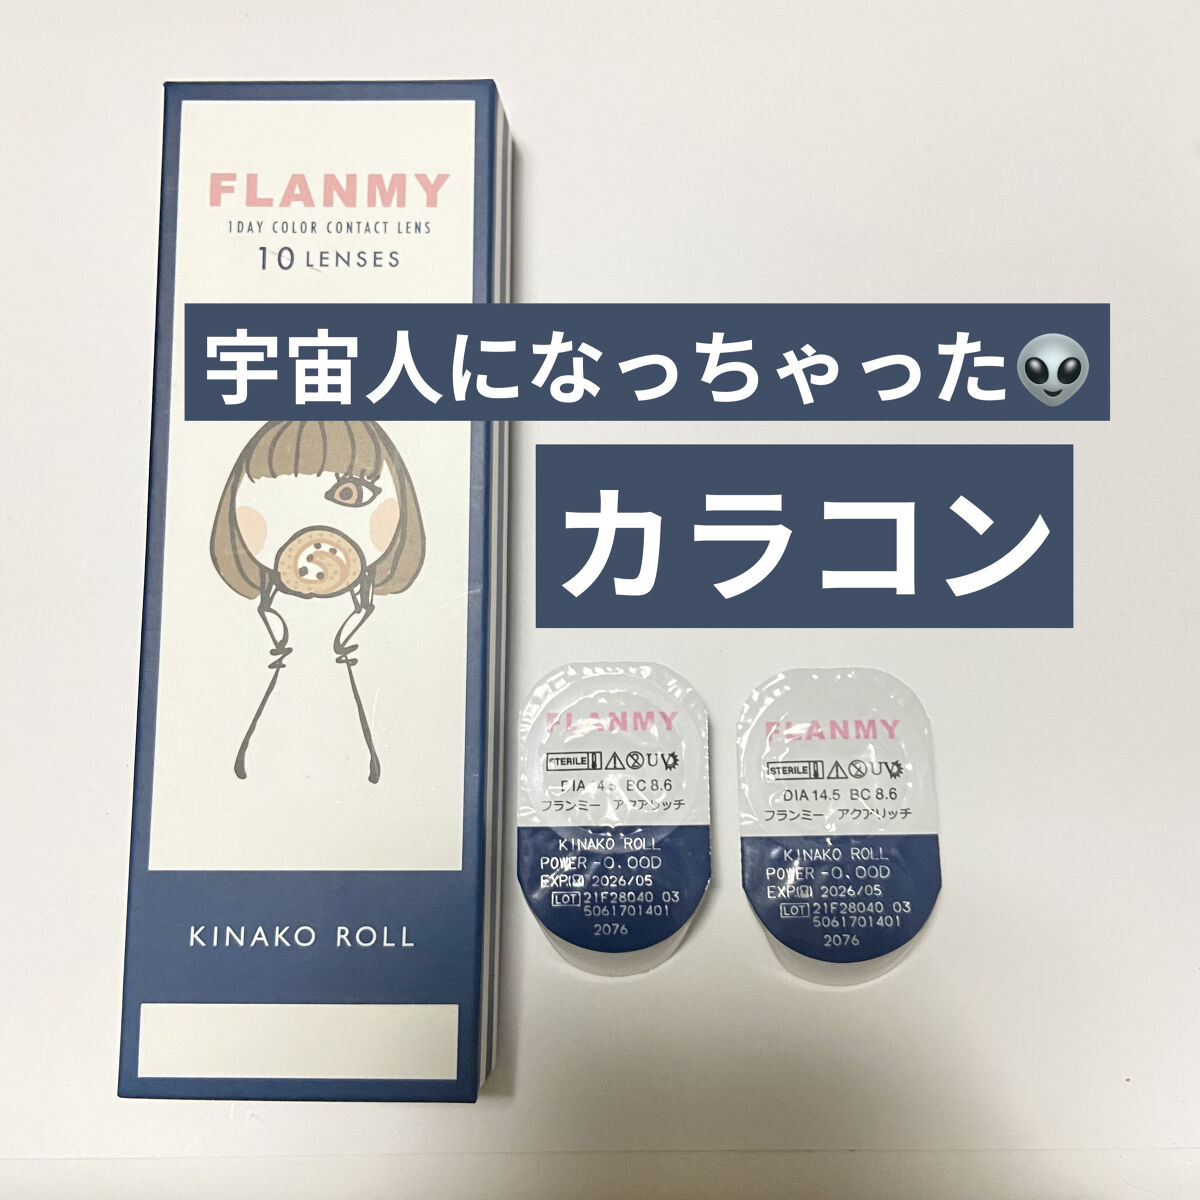 FLANMY
1DAY COLOR CONTACT LENS
10 LENSES
宇宙人になっちゃった👽
カラコン
KINAKO ROLL
FLANMY
STERILE UV
DIA 14.5 BC 8.6
フランミー アクアリッチ
KINAKO ROLL
POWER -0.00D
EXP. 2026/05
LOT 21F28040 03
5061701401
2076
FLANMY
STERILE UV
DIA 14.5 BC 8.6
フランミー アクアリッチ
KINAKO ROLL
POWER -0.00D
EXP. 2026/05
LOT 21F28040 03
5061701401
2076